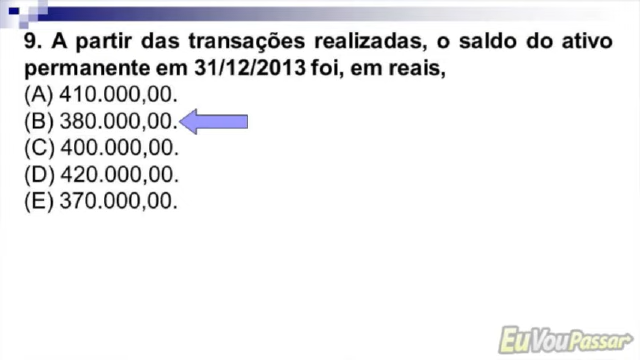 9. A partir das transações realizadas, o saldo do ativo
permanente em 31/12/2013 foi, em reais,
(A) 410.000,00.
(B) 380.000,00.
(C) 400.000,00.
(D) 420.000,00.
(E) 370.000,00.
EuVouPassar